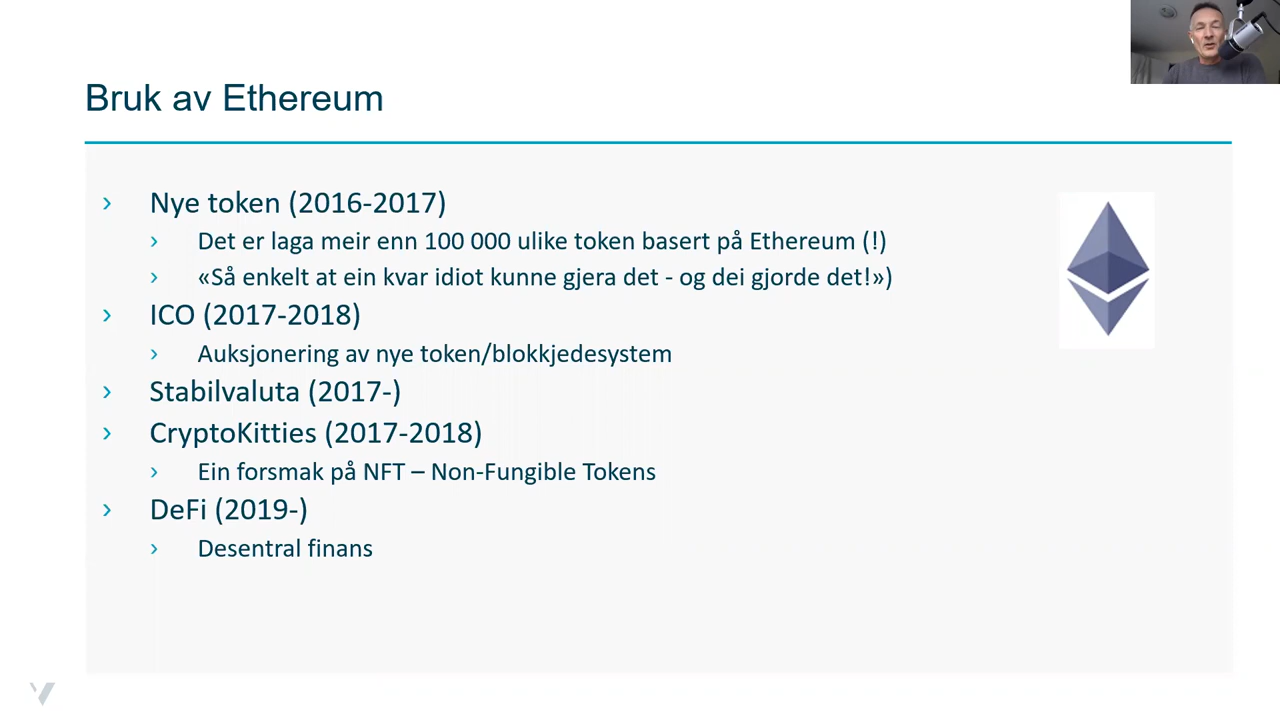 Bruk av Ethereum
Nye token (2016-2017)
Det er laga meir enn 100 000 ulike token basert på Ethereum (!)
«Så enkelt at ein kvar idiot kunne gjera det - og dei gjorde det!»)
ICO (2017-2018)
Auksjonering av nye token/blokkjedesystem
Stabilvaluta (2017-)
CryptoKitties (2017-2018)
Ein forsmak på NFT – Non-Fungible Tokens
DeFi (2019-)
Desentral finans